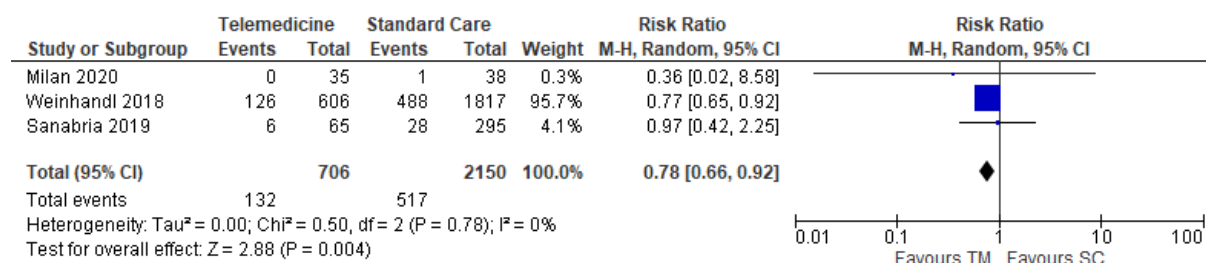 Telemedicine Standard Care Risk Ratio Risk Ratio
Study or Subgroup Events Total Events Total Weight M-H, Random, 95% CI M-H, Random, 95% CI
Milan 2020 0 35 1 38 0.3% 0.36 [0.02, 8.58]
Weinhandl 2018 126 606 488 1817 95.7% 0.77 [0.65, 0.92]
Sanabria 2019 6 65 28 295 4.1% 0.97 [0.42, 2.25]
Total (95% CI) 706 2150 100.0% 0.78 [0.66, 0.92]
Total events 132 517
Heterogeneity: Tau² = 0.00; Chi² = 0.50, df = 2 (P = 0.78); I² = 0%
Test for overall effect: Z = 2.88 (P = 0.004)
0.01 0.1 1 10 100
Favours TM Favours SC